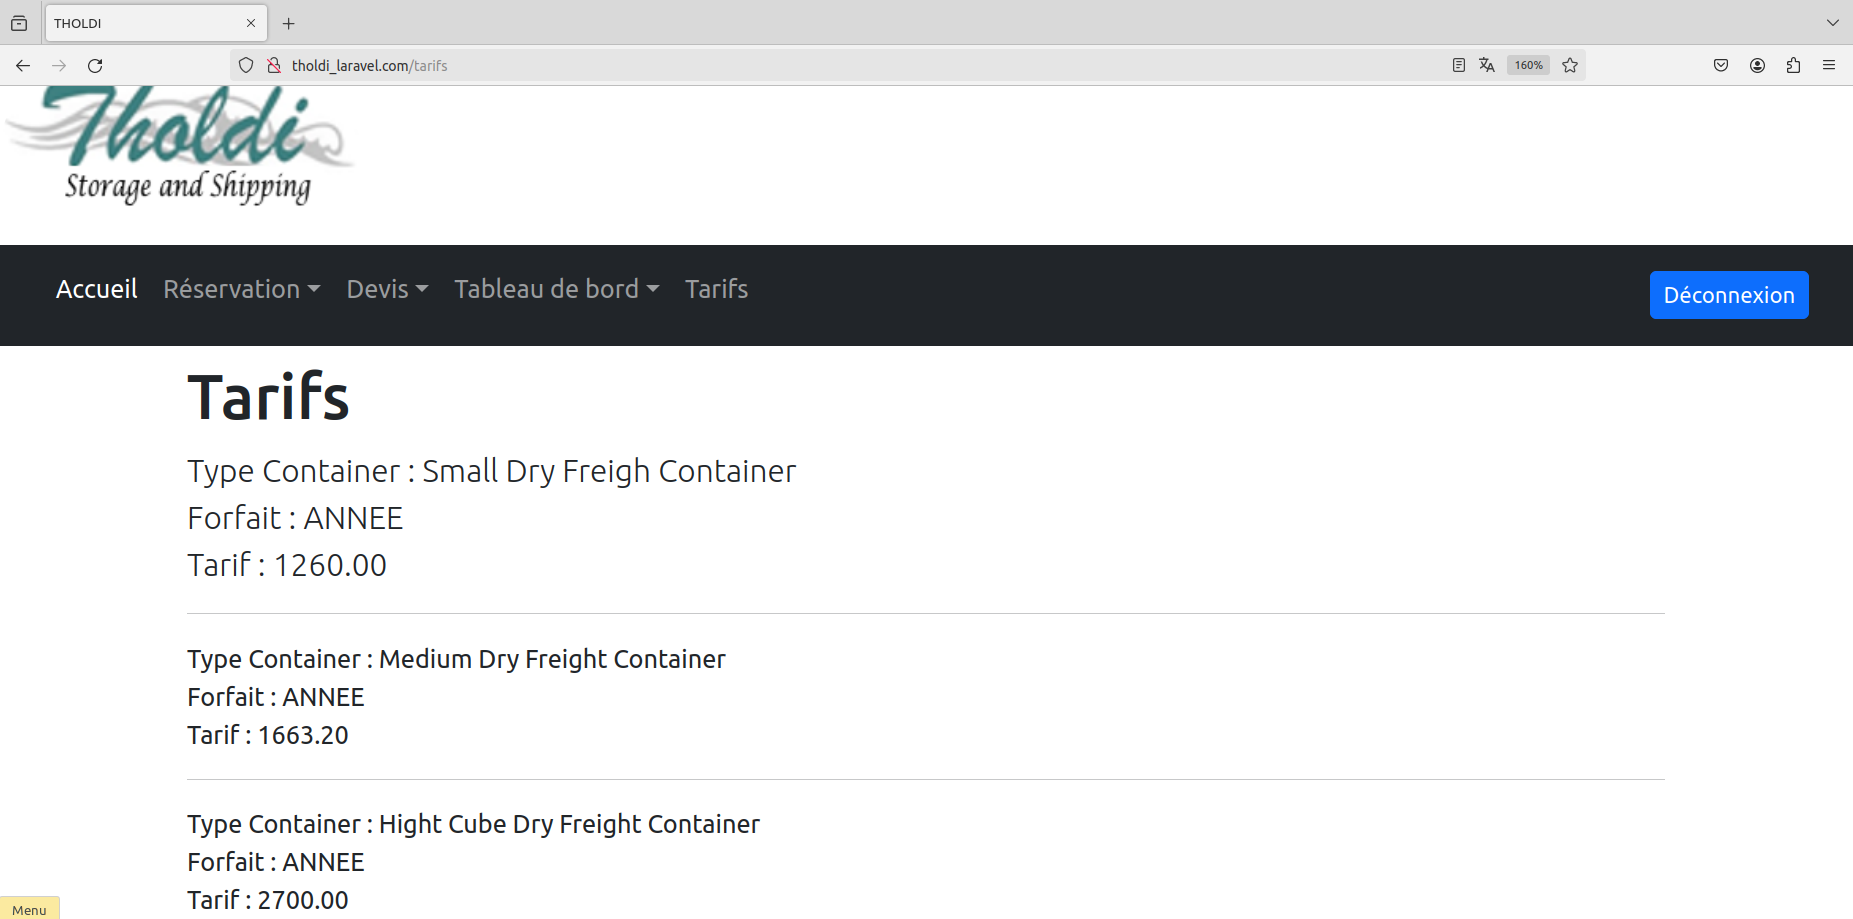 THOLDI
tholdi_laravel.com/tarifs
160%
Tholdi
Storage and Shipping
Accueil Réservation Devis Tableau de bord Tarifs Déconnexion
Tarifs
Type Container : Small Dry Freigh Container
Forfait : ANNEE
Tarif : 1260.00
Type Container : Medium Dry Freight Container
Forfait : ANNEE
Tarif : 1663.20
Type Container : Hight Cube Dry Freight Container
Forfait : ANNEE
Tarif : 2700.00
Menu